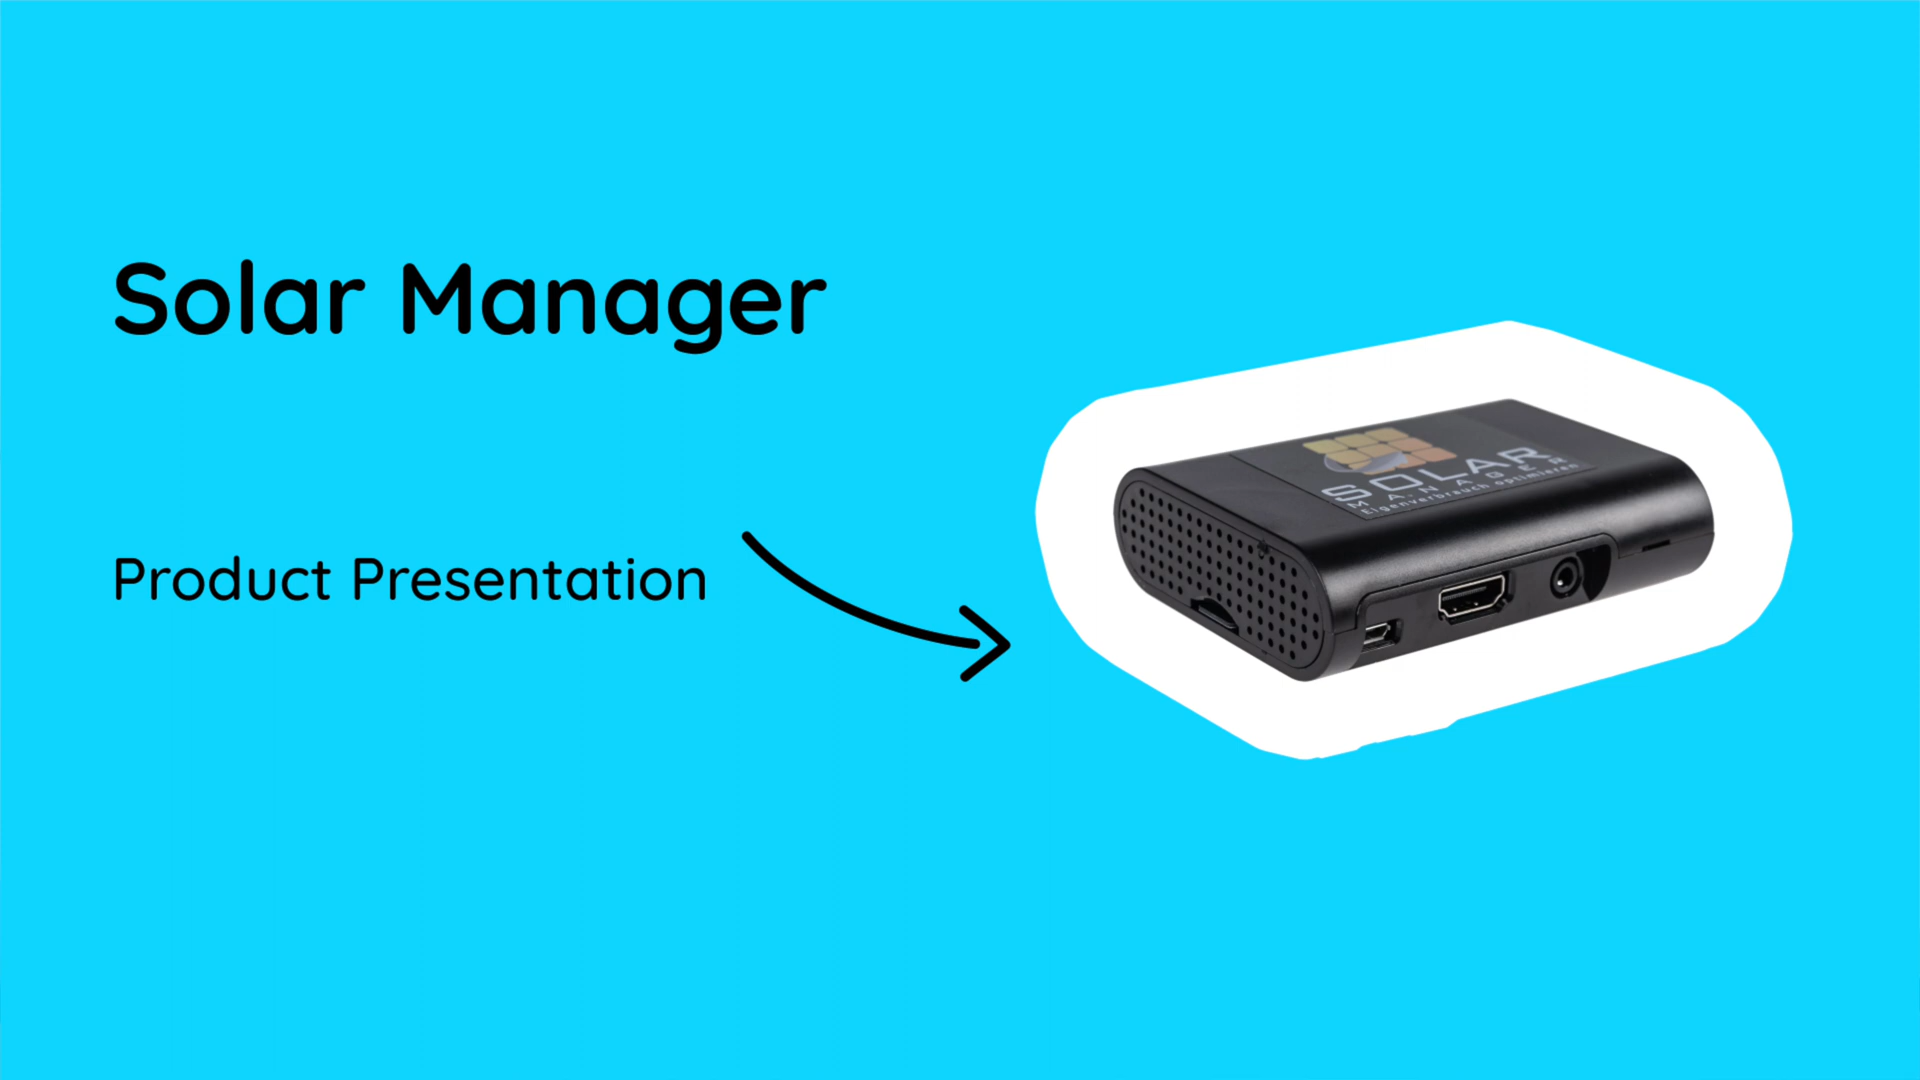 Solar Manager
Product Presentation
SOLAR
MANAGER
Eigenverbrauch optimieren